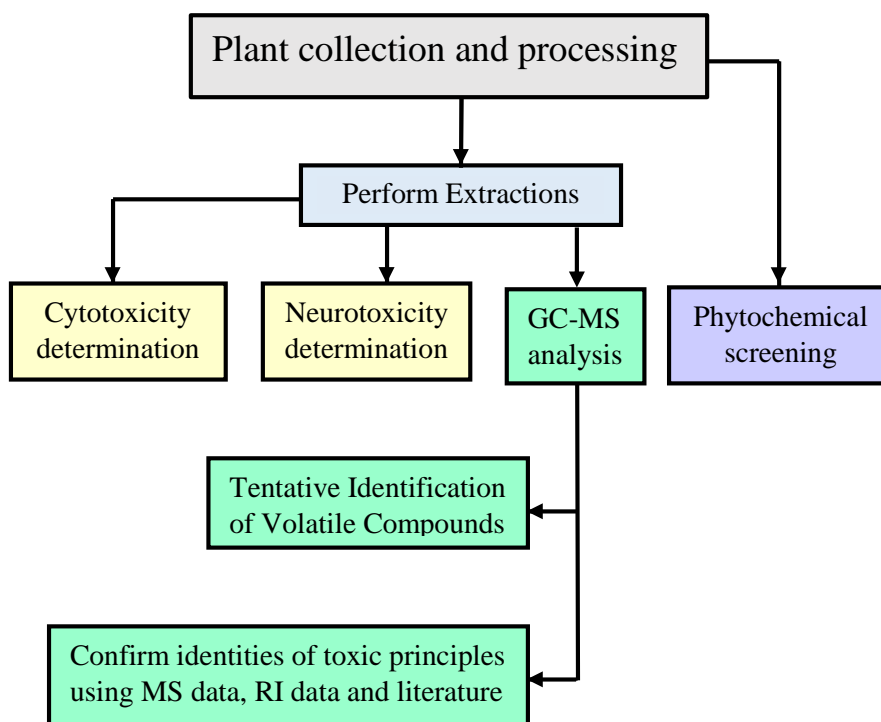 Plant collection and processing
Perform Extractions
Cytotoxicity
determination
Neurotoxicity
determination
GC-MS
analysis
Phytochemical
screening
Tentative Identification
of Volatile Compounds
Confirm identities of toxic principles
using MS data, RI data and literature